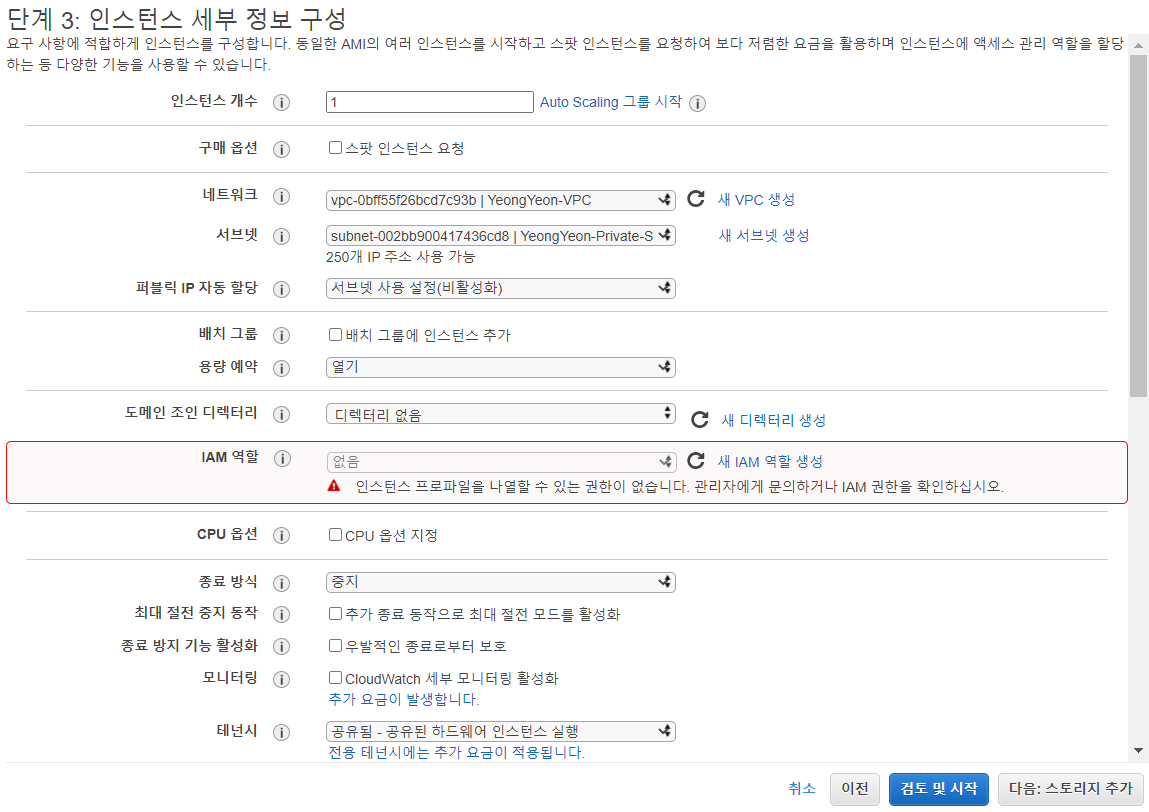 단계 3: 인스턴스 세부 정보 구성
요구 사항에 적합하게 인스턴스를 구성합니다. 동일한 AMI의 여러 인스턴스를 시작하고 스팟 인스턴스를 요청하여 보다 저렴한 요금을 활용하며 인스턴스에 액세스 관리 역할을 할당
하는 등 다양한 기능을 사용할 수 있습니다.
인스턴스 개수 1 Auto Scaling 그룹 시작
구매 옵션 스팟 인스턴스 요청
네트워크 vpc-0bff55f26bcd7c93b | YeongYeon-VPC 새 VPC 생성
서브넷 subnet-002bb900417436cd8 | YeongYeon-Private-S 새 서브넷 생성
250개 IP 주소 사용 가능
퍼블릭 IP 자동 할당 서브넷 사용 설정(비활성화)
배치 그룹 배치 그룹에 인스턴스 추가
용량 예약 열기
도메인 조인 디렉터리 디렉터리 없음 새 디렉터리 생성
IAM 역할 없음 새 IAM 역할 생성
인스턴스 프로파일을 나열할 수 있는 권한이 없습니다. 관리자에게 문의하거나 IAM 권한을 확인하십시오.
CPU 옵션 CPU 옵션 지정
종료 방식 중지
최대 절전 중지 동작 추가 종료 동작으로 최대 절전 모드를 활성화
종료 방지 기능 활성화 우발적인 종료로부터 보호
모니터링 CloudWatch 세부 모니터링 활성화
추가 요금이 발생합니다.
테넌시 공유됨 - 공유된 하드웨어 인스턴스 실행
전용 테넌시에는 추가 요금이 적용됩니다.
취소 이전 검토 및 시작 다음: 스토리지 추가